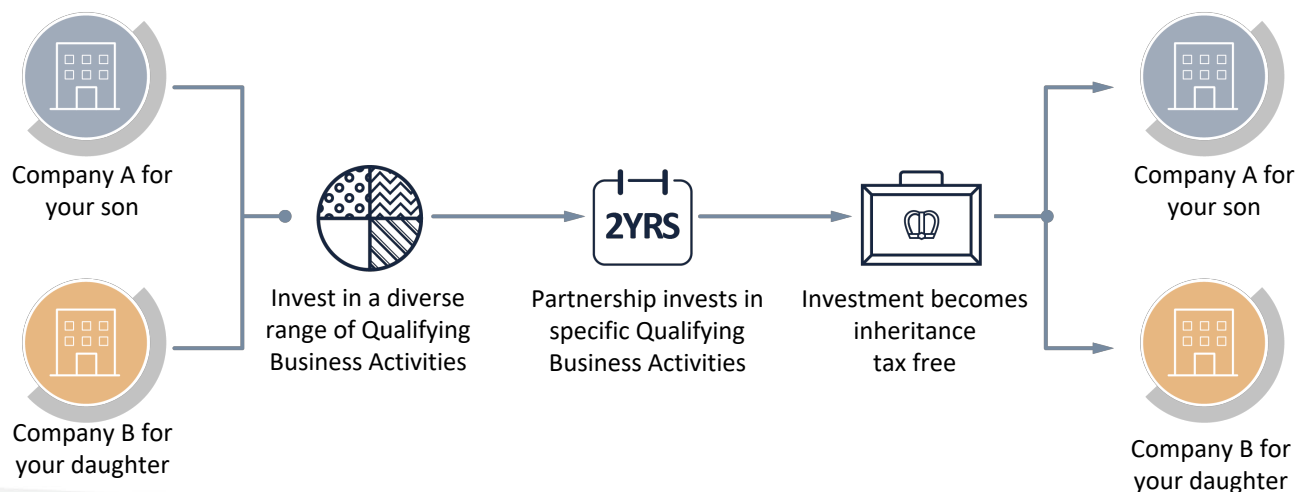 Company A for
your son
Company B for
your daughter
Invest in a diverse
range of Qualifying
Business Activities
2YRS
Partnership invests in
specific Qualifying
Business Activities
Investment becomes
inheritance
tax free
Company A for
your son
Company B for
your daughter